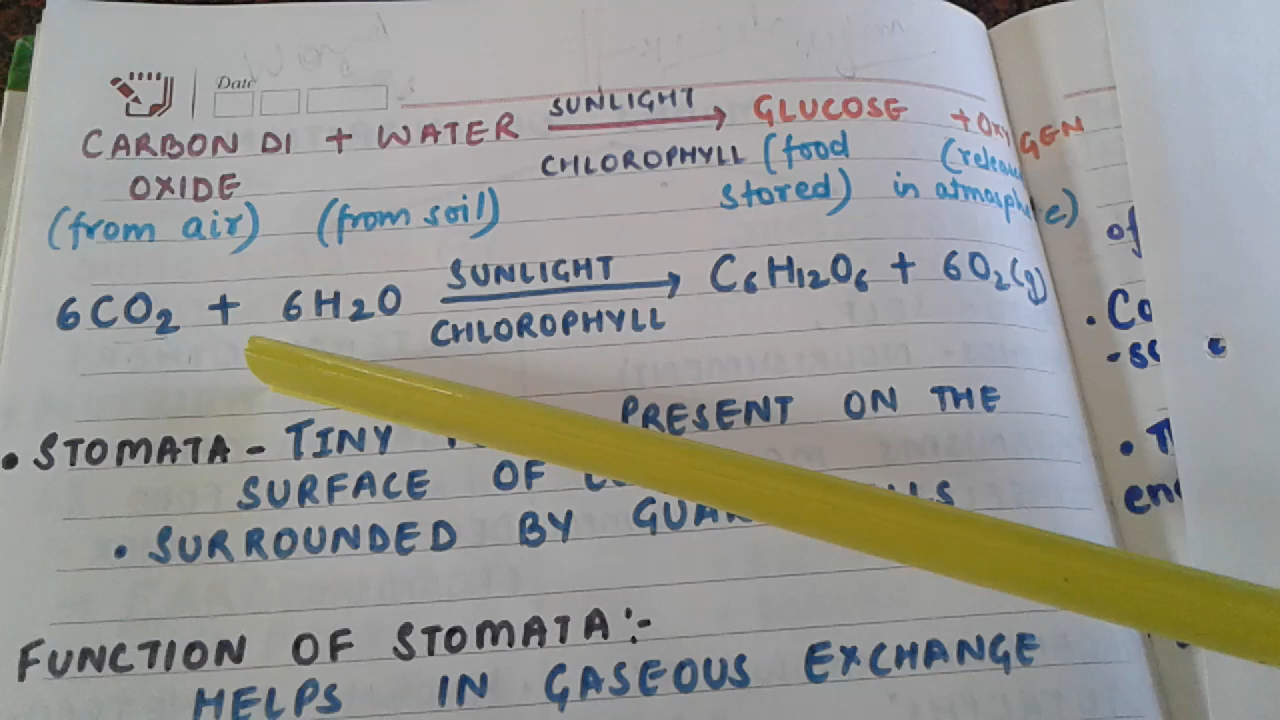 Date
SUNLIGHT
CARBON DI + WATER → GLUCOSE + OXYGEN
CHLOROPHYLL (food
OXIDE stored) in atmosphere)
(from air) (from soil)
SUNLIGHT
6CO2 + 6H2O → C6H12O6 + 6O2(g)
CHLOROPHYLL
• STOMATA - TINY PRESENT ON THE
SURFACE OF
• SURROUNDED BY
FUNCTION OF STOMATA :-
HELPS IN GASEOUS EXCHANGE
of